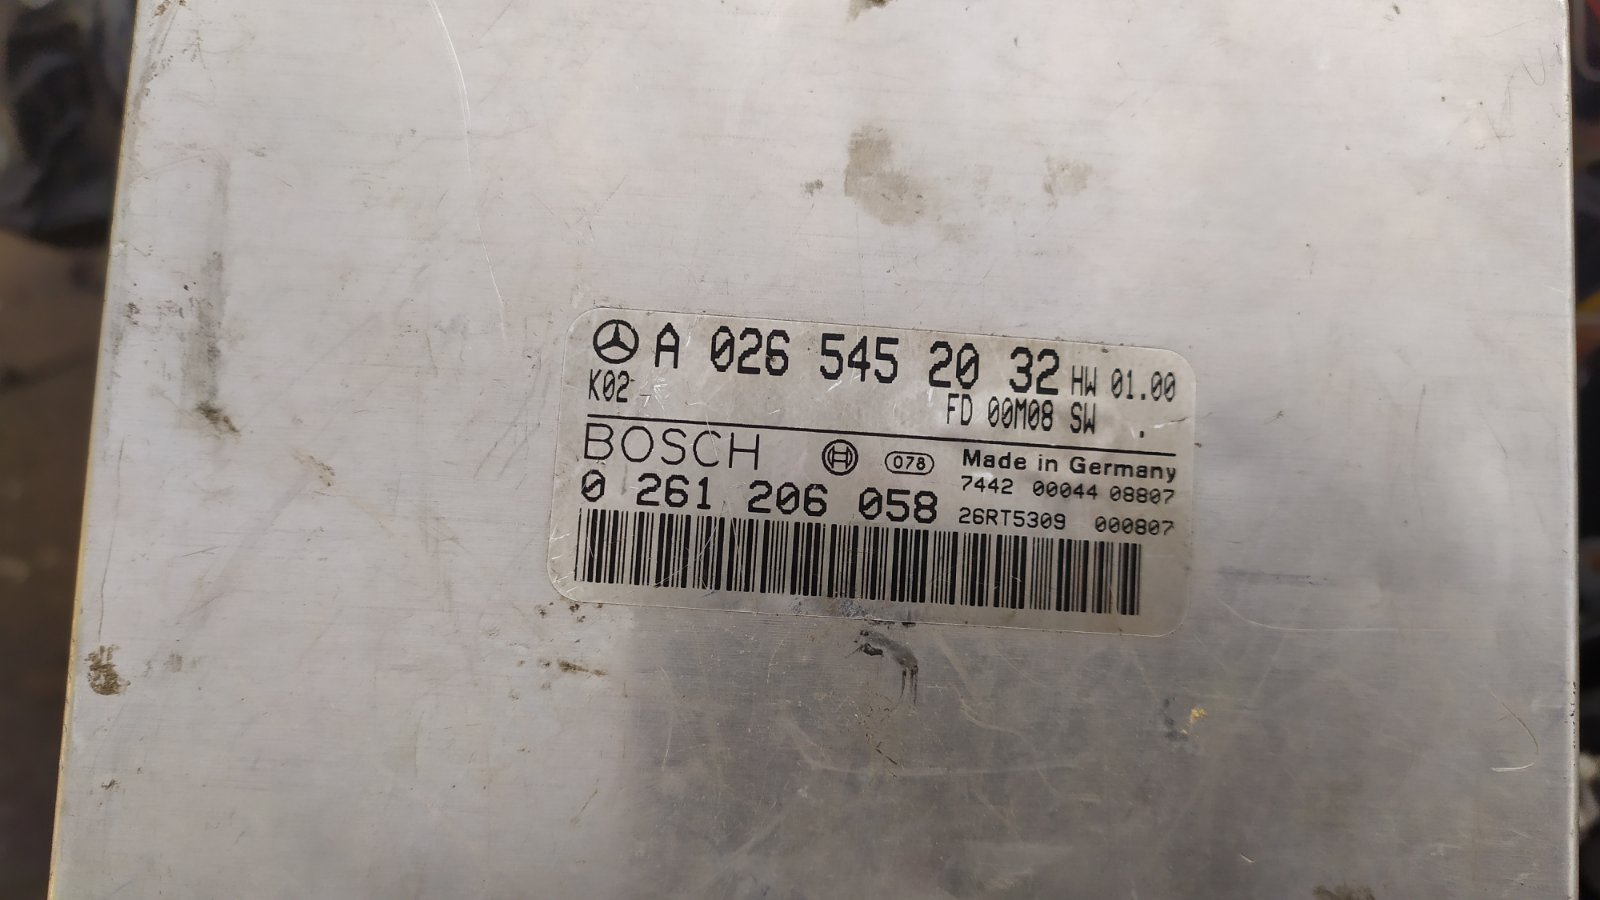 A 026 545 20 32 HW 01.00
K02 FD 00M08 SW .
BOSCH 078 Made in Germany
7442 00044 08807
0 261 206 058 26RT5309 000807